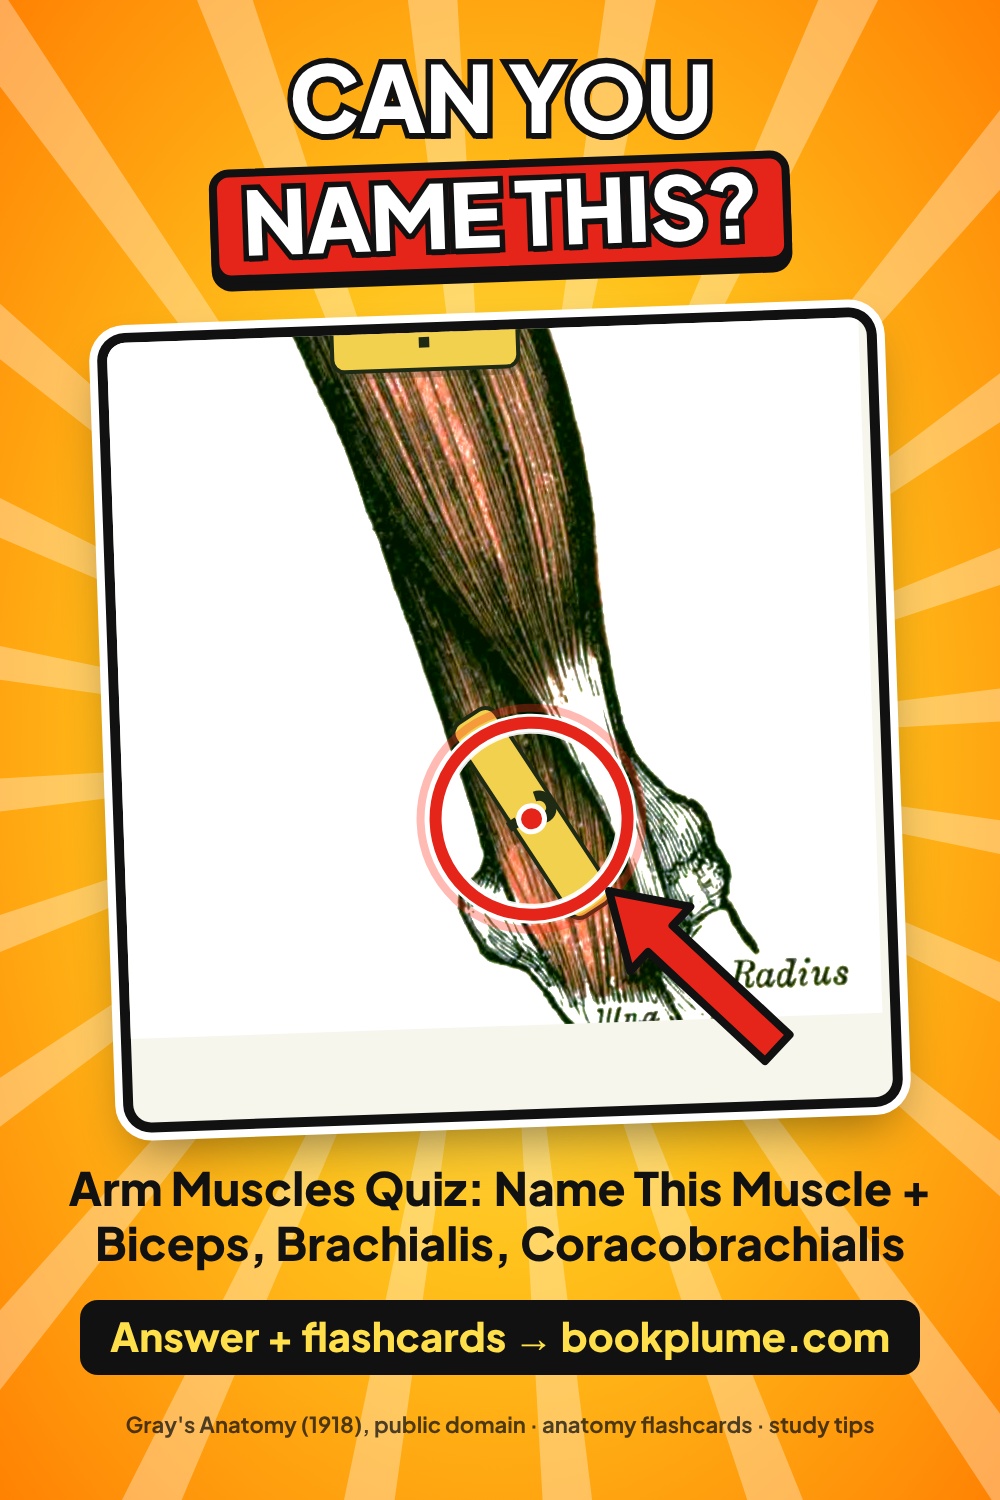 CAN YOU
NAME THIS?
Radius
Ulna
Arm Muscles Quiz: Name This Muscle +
Biceps, Brachialis, Coracobrachialis
Answer + flashcards → bookplume.com
Gray's Anatomy (1918), public domain · anatomy flashcards · study tips